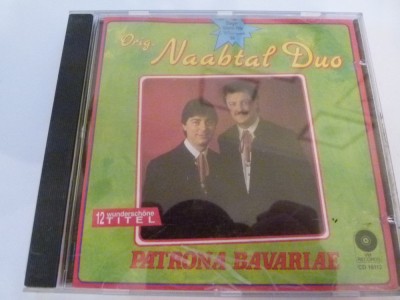 Orig.
Naabtal Duo
12 wunderschöne
TITEL
PATRONA BAVARIAE